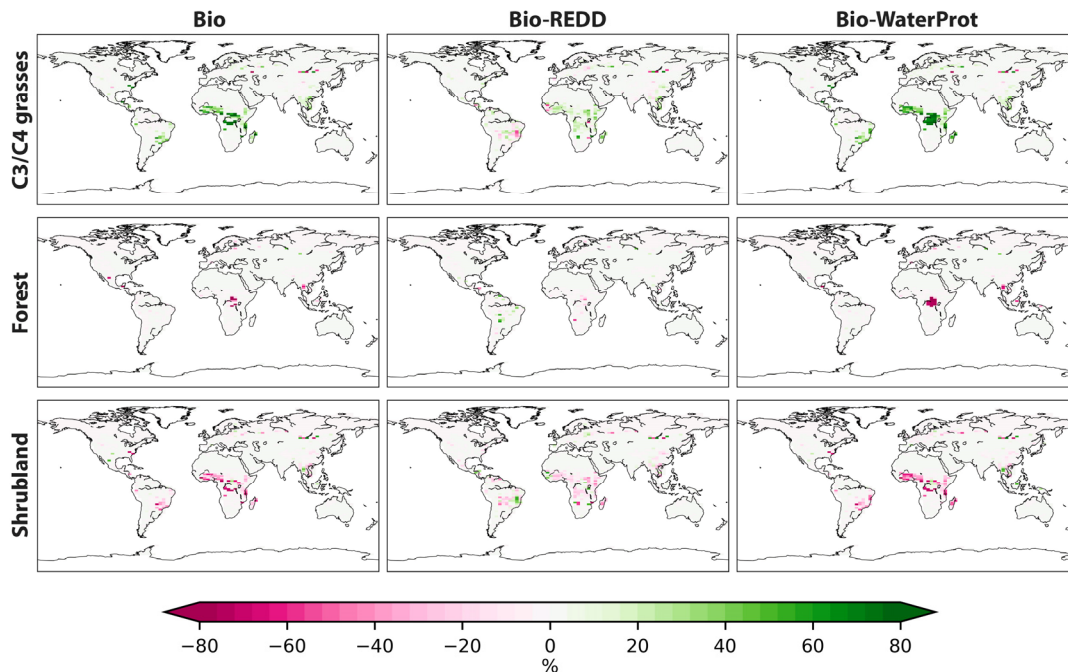 Bio Bio-REDD Bio-WaterProt
C3/C4 grasses
Forest
Shrubland
−80 −60 −40 −20 0 20 40 60 80
%